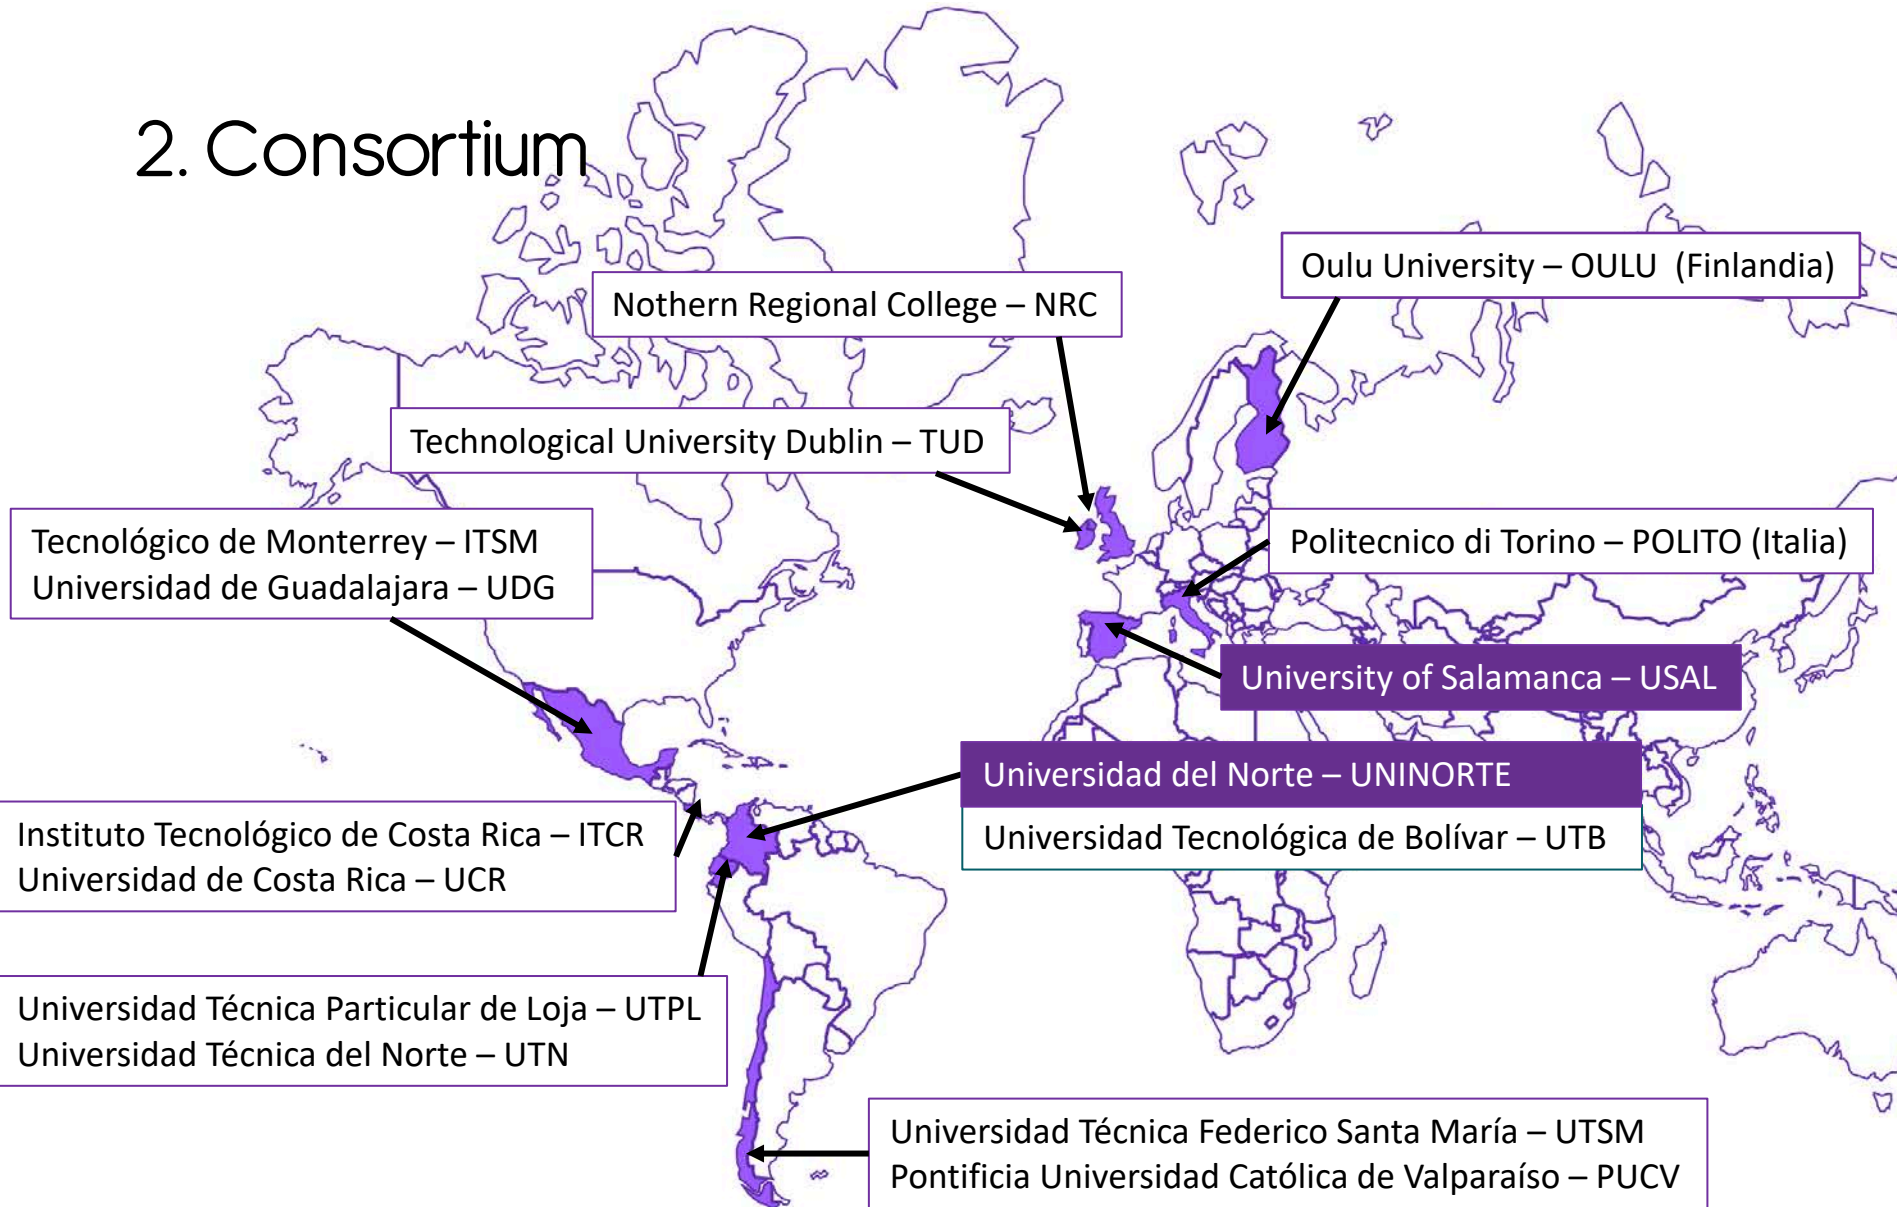 2. Consortium
Oulu University – OULU (Finlandia)
Nothern Regional College – NRC
Technological University Dublin – TUD
Tecnológico de Monterrey – ITSM
Universidad de Guadalajara – UDG
Politecnico di Torino – POLITO (Italia)
University of Salamanca – USAL
Universidad del Norte – UNINORTE
Universidad Tecnológica de Bolívar – UTB
Instituto Tecnológico de Costa Rica – ITCR
Universidad de Costa Rica – UCR
Universidad Técnica Particular de Loja – UTPL
Universidad Técnica del Norte – UTN
Universidad Técnica Federico Santa María – UTSM
Pontificia Universidad Católica de Valparaíso – PUCV